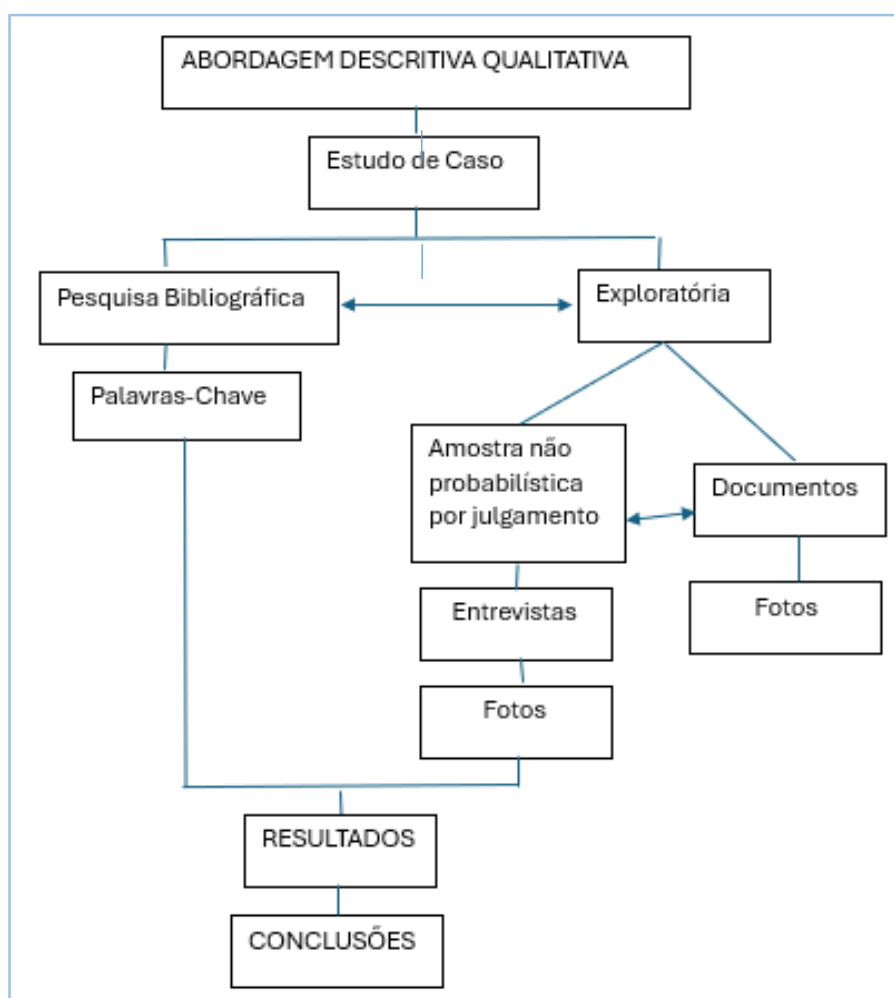 ABORDAGEM DESCRITIVA QUALITATIVA
Estudo de Caso
Pesquisa Bibliográfica
Exploratória
Palavras-Chave
Amostra não
probabilística
por julgamento
Documentos
Entrevistas
Fotos
Fotos
RESULTADOS
CONCLUSÕES